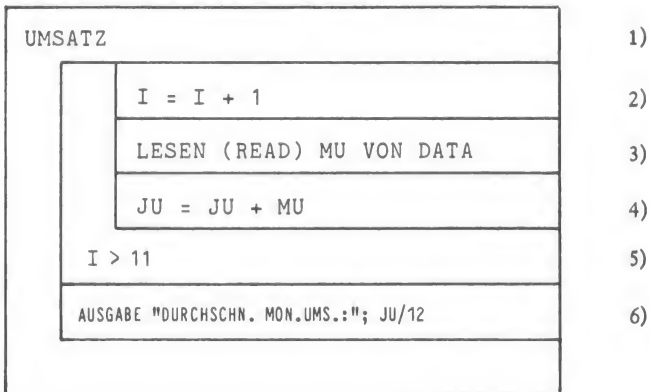 UMSATZ 1)
I = I + 1 2)
LESEN (READ) MU VON DATA 3)
JU = JU + MU 4)
I > 11 5)
AUSGABE "DURCHSCHN. MON.UMS.:"; JU/12 6)